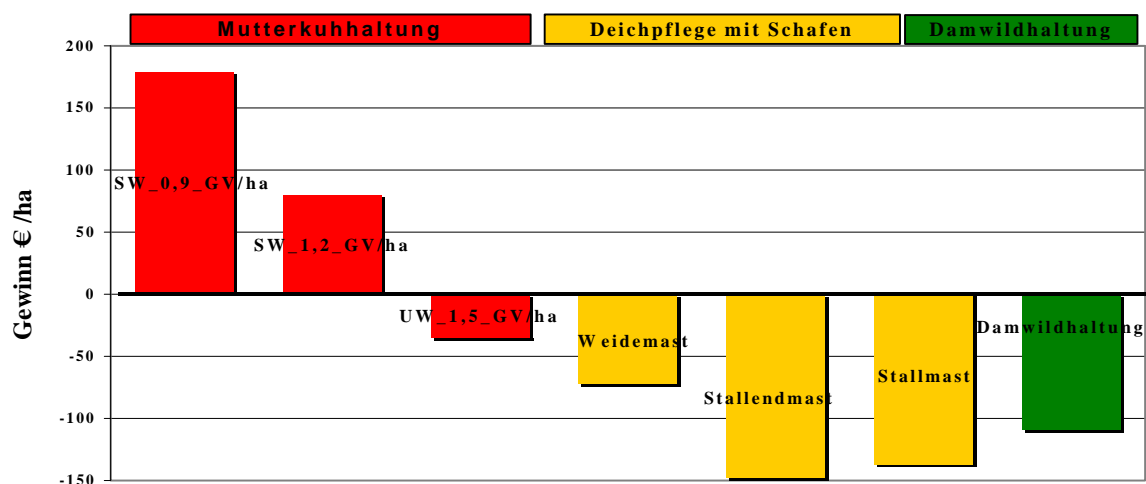 Mutterkuhhaltung
Deichpflege mit Schafen
Damwildhaltung
Gewinn € /ha
200
150
100
50
0
-50
-100
-150
SW_0,9_GV/ha
SW_1,2_GV/ha
UW_1,5_GV/ha
Weidemast
Stallendmast
Stallmast
Damwildhaltung